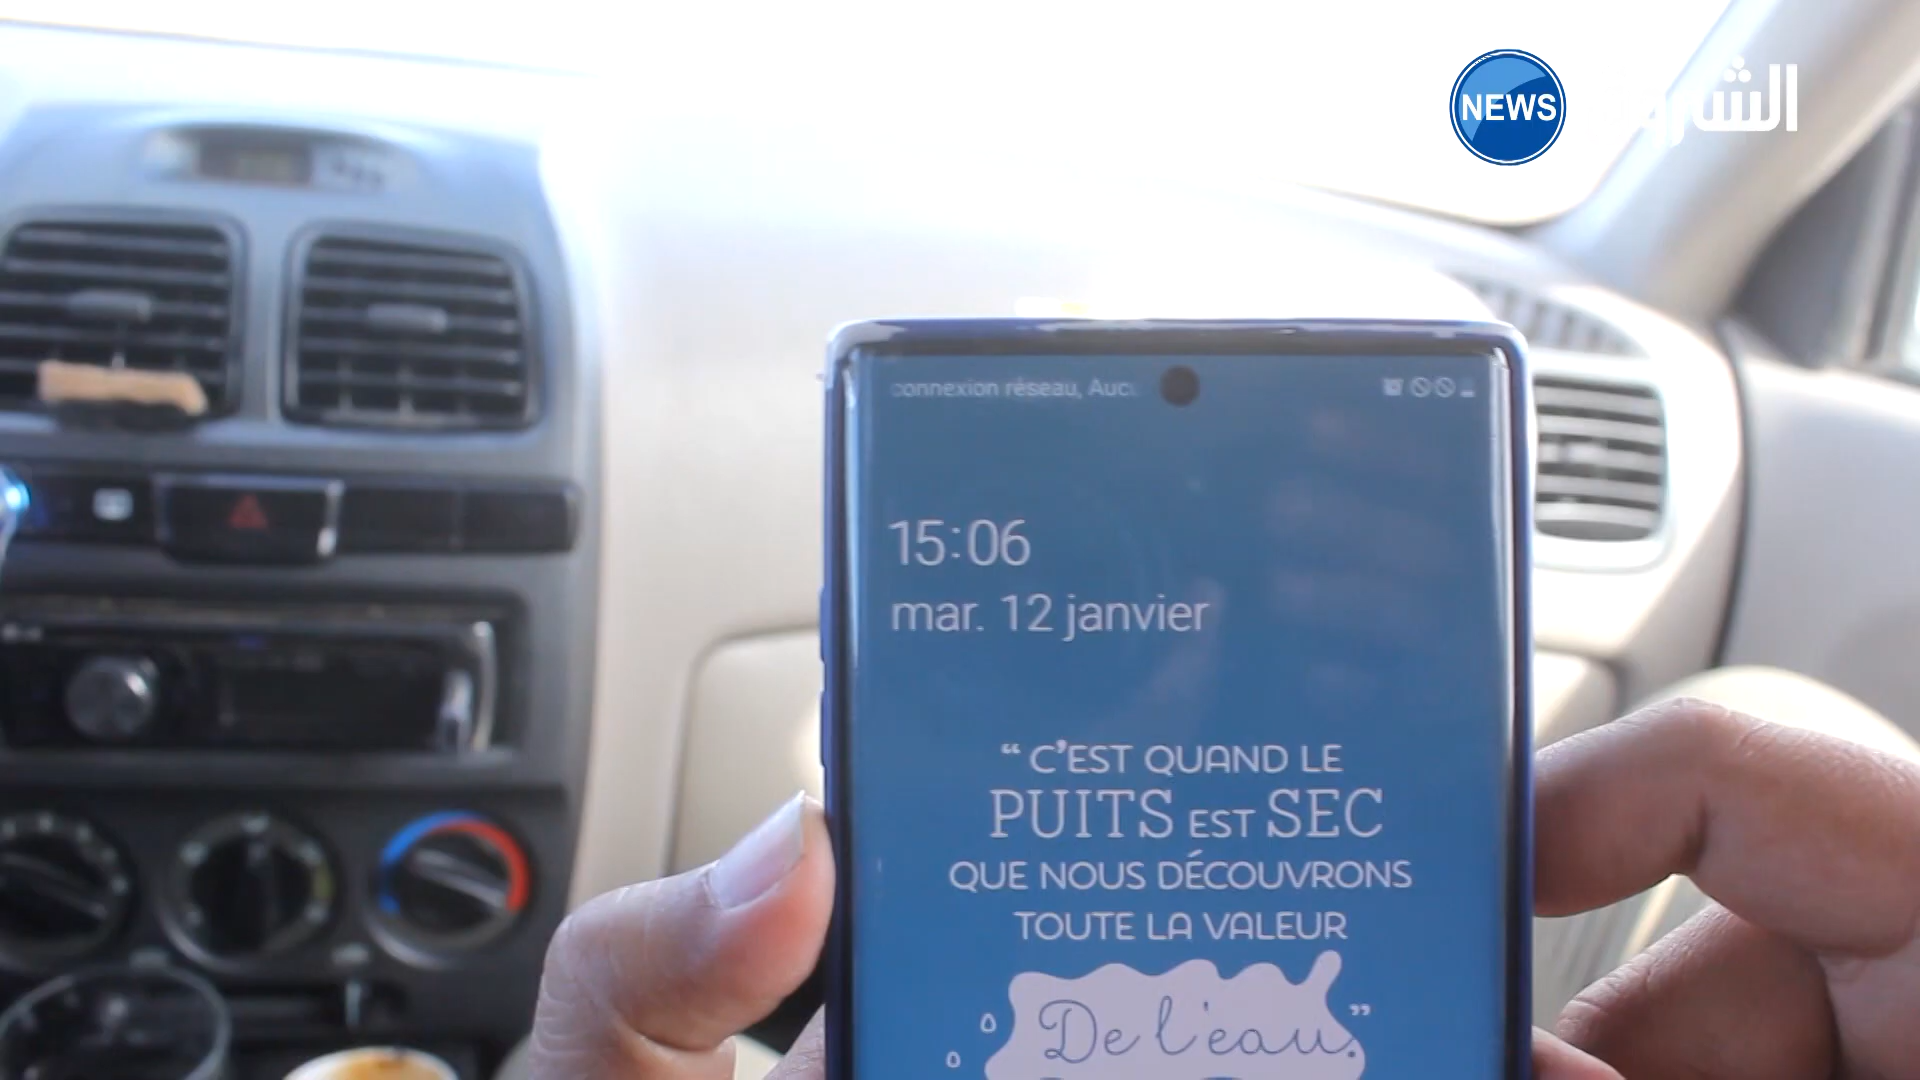 NEWS
الشروق
connexion réseau, Auc
15:06
mar. 12 janvier
“ C’EST QUAND LE
PUITS EST SEC
QUE NOUS DÉCOUVRONS
TOUTE LA VALEUR
De l'eau. ”